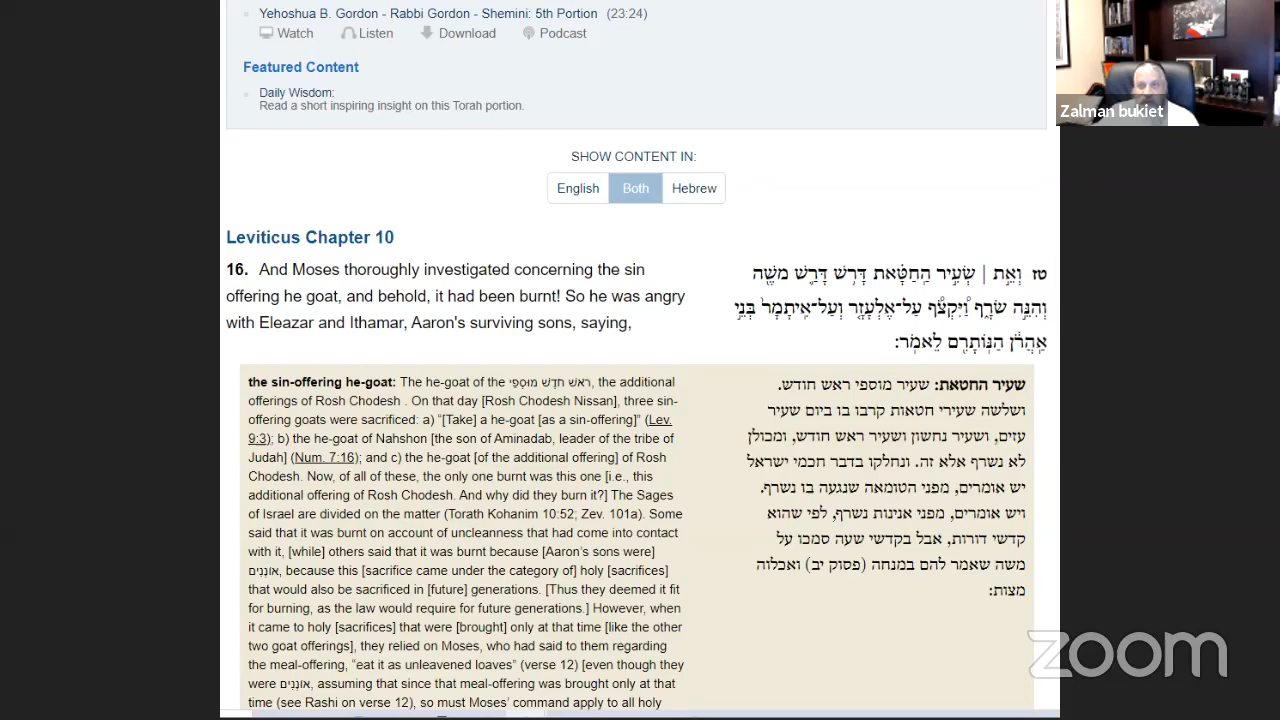 Yehoshua B. Gordon - Rabbi Gordon - Shemini: 5th Portion (23:24)
Watch Listen Download Podcast
Featured Content
Daily Wisdom:
Read a short inspiring insight on this Torah portion.
Zalman bukiet
SHOW CONTENT IN:
English Both Hebrew
Leviticus Chapter 10
16. And Moses thoroughly investigated concerning the sin
offering he goat, and behold, it had been burnt! So he was angry
with Eleazar and Ithamar, Aaron's surviving sons, saying,
טז וְאֵ֣ת | שְׂעִ֣יר הַֽחַטָּ֗את דָּרֹ֥שׁ דָּרַ֛שׁ משֶׁ֖ה
וְהִנֵּ֣ה שׂרָ֑ף וַ֠יִּקְצֹ֠ף עַל־אֶלְעָזָ֤ר וְעַל־אִֽיתָמָר֙ בְּנֵ֣י
אַֽהֲרֹ֔ן הַנּֽוֹתָרִ֖ם לֵאמֹֽר:
the sin-offering he-goat: The he-goat of the רֹאשׁ חֹדֶשׁ מוּסְפֵי, the additional
offerings of Rosh Chodesh . On that day [Rosh Chodesh Nissan], three sin-
offering goats were sacrificed: a) “[Take] a he-goat [as a sin-offering]” (Lev.
9:3); b) the he-goat of Nahshon [the son of Aminadab, leader of the tribe of
Judah] (Num. 7:16); and c) the he-goat [of the additional offering] of Rosh
Chodesh. Now, of all of these, the only one burnt was this one [i.e., this
additional offering of Rosh Chodesh. And why did they burn it?] The Sages
of Israel are divided on the matter (Torath Kohanim 10:52; Zev. 101a). Some
said that it was burnt on account of uncleanness that had come into contact
with it, [while] others said that it was burnt because [Aaron’s sons were]
אוֹנְנִים, because this [sacrifice came under the category of] holy [sacrifices]
that would also be sacrificed in [future] generations. [Thus they deemed it fit
for burning, as the law would require for future generations.] However, when
it came to holy [sacrifices] that were [brought] only at that time [like the other
two goat offerings], they relied on Moses, who had said to them regarding
the meal-offering, “eat it as unleavened loaves” (verse 12) [even though they
were אוֹנְנִים, assuming that since that meal-offering was brought only at that
time (see Rashi on verse 12), so must Moses’ command apply to all holy
שעיר החטאת: שעיר מוספי ראש חודש.
ושלשה שעירי חטאות קרבו בו ביום שעיר
עזים, ושעיר נחשון ושעיר ראש חודש, ומכולן
לא נשרף אלא זה. ונחלקו בדבר חכמי ישראל
יש אומרים, מפני הטומאה שנגעה בו נשרף.
ויש אומרים, מפני אנינות נשרף, לפי שהוא
קדשי דורות, אבל בקדשי שעה סמכו על
משה שאמר להם במנחה (פסוק יב) ואכלוה
מצות:
zoom